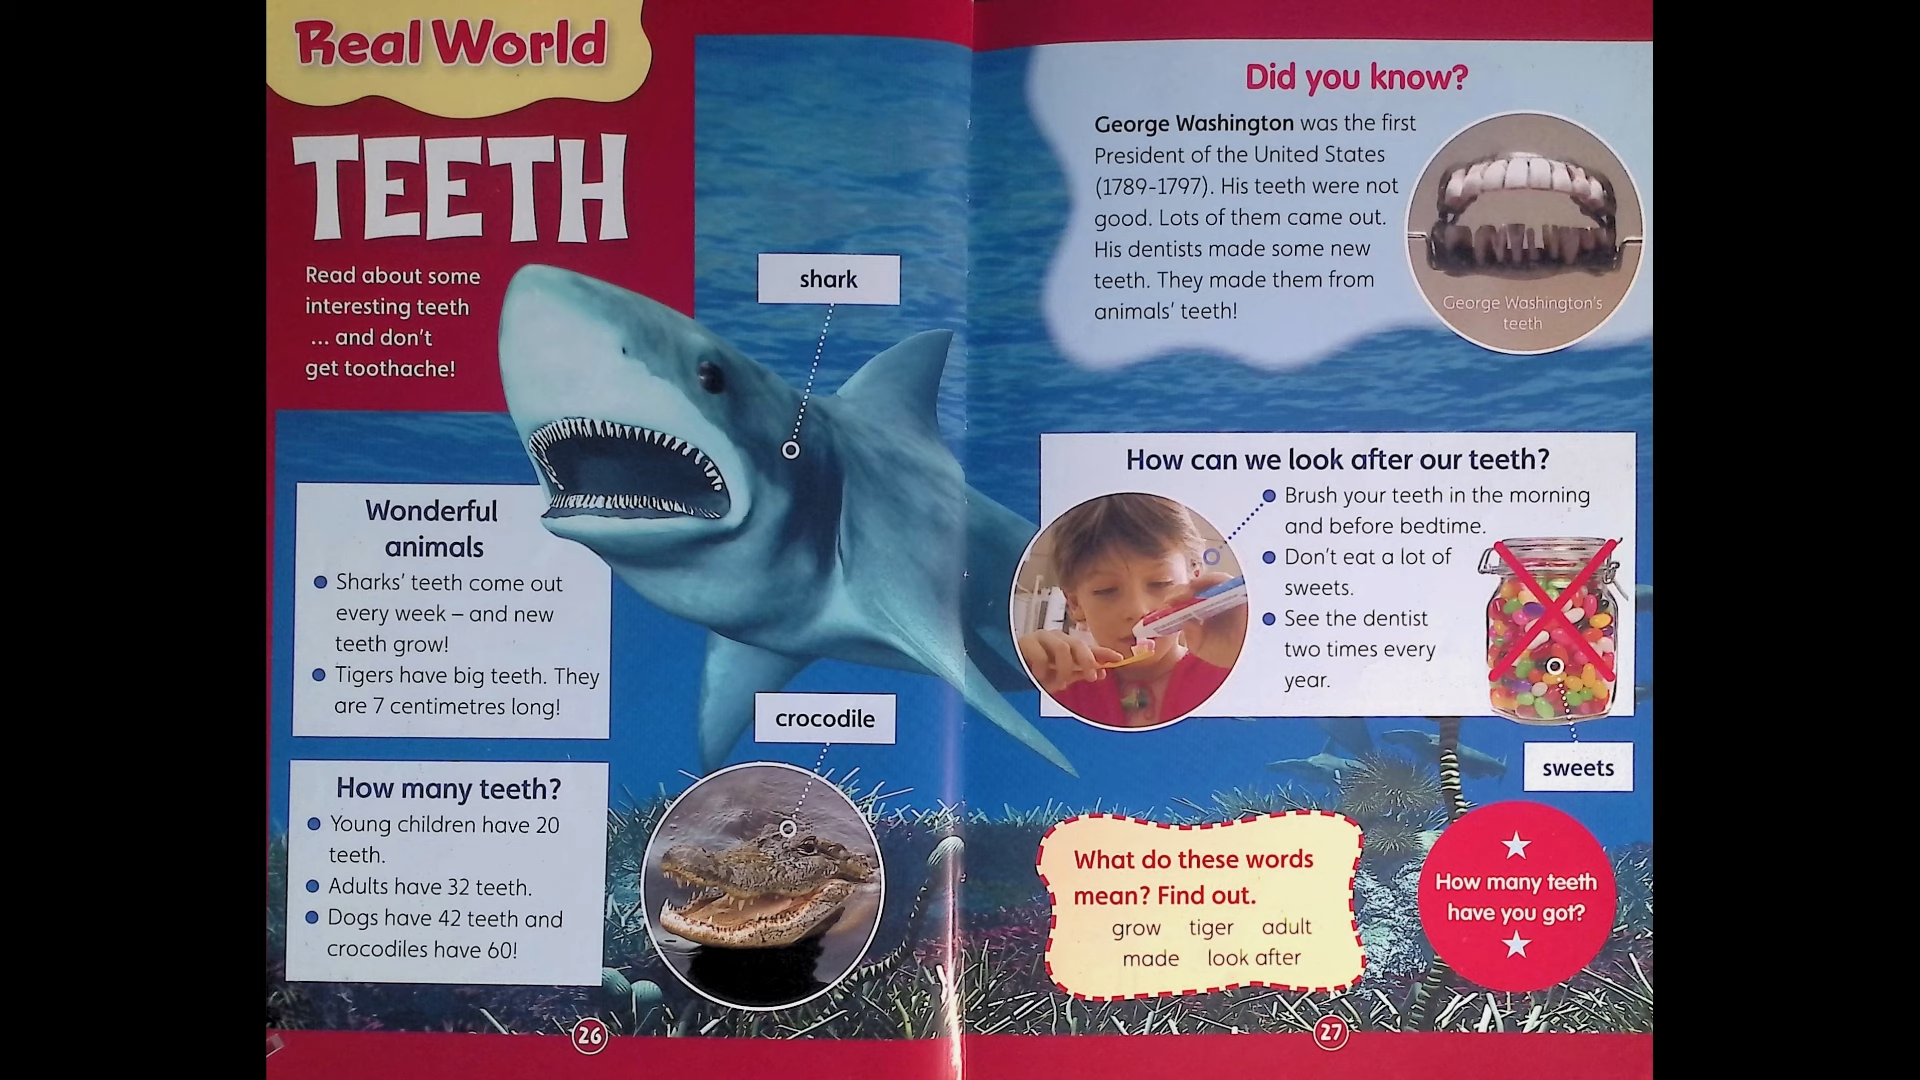 Real World
TEETH
Read about some
interesting teeth
... and don't
get toothache!
shark
Wonderful
animals
Sharks' teeth come out
every week – and new
teeth grow!
Tigers have big teeth. They
are 7 centimetres long!
How many teeth?
Young children have 20
teeth.
Adults have 32 teeth.
Dogs have 42 teeth and
crocodiles have 60!
crocodile
26
Did you know?
George Washington was the first
President of the United States
(1789-1797). His teeth were not
good. Lots of them came out.
His dentists made some new
teeth. They made them from
animals' teeth!
George Washington's
teeth
How can we look after our teeth?
Brush your teeth in the morning
and before bedtime.
Don't eat a lot of
sweets.
See the dentist
two times every
year.
sweets
What do these words
mean? Find out.
grow tiger adult
made look after
How many teeth
have you got?
27